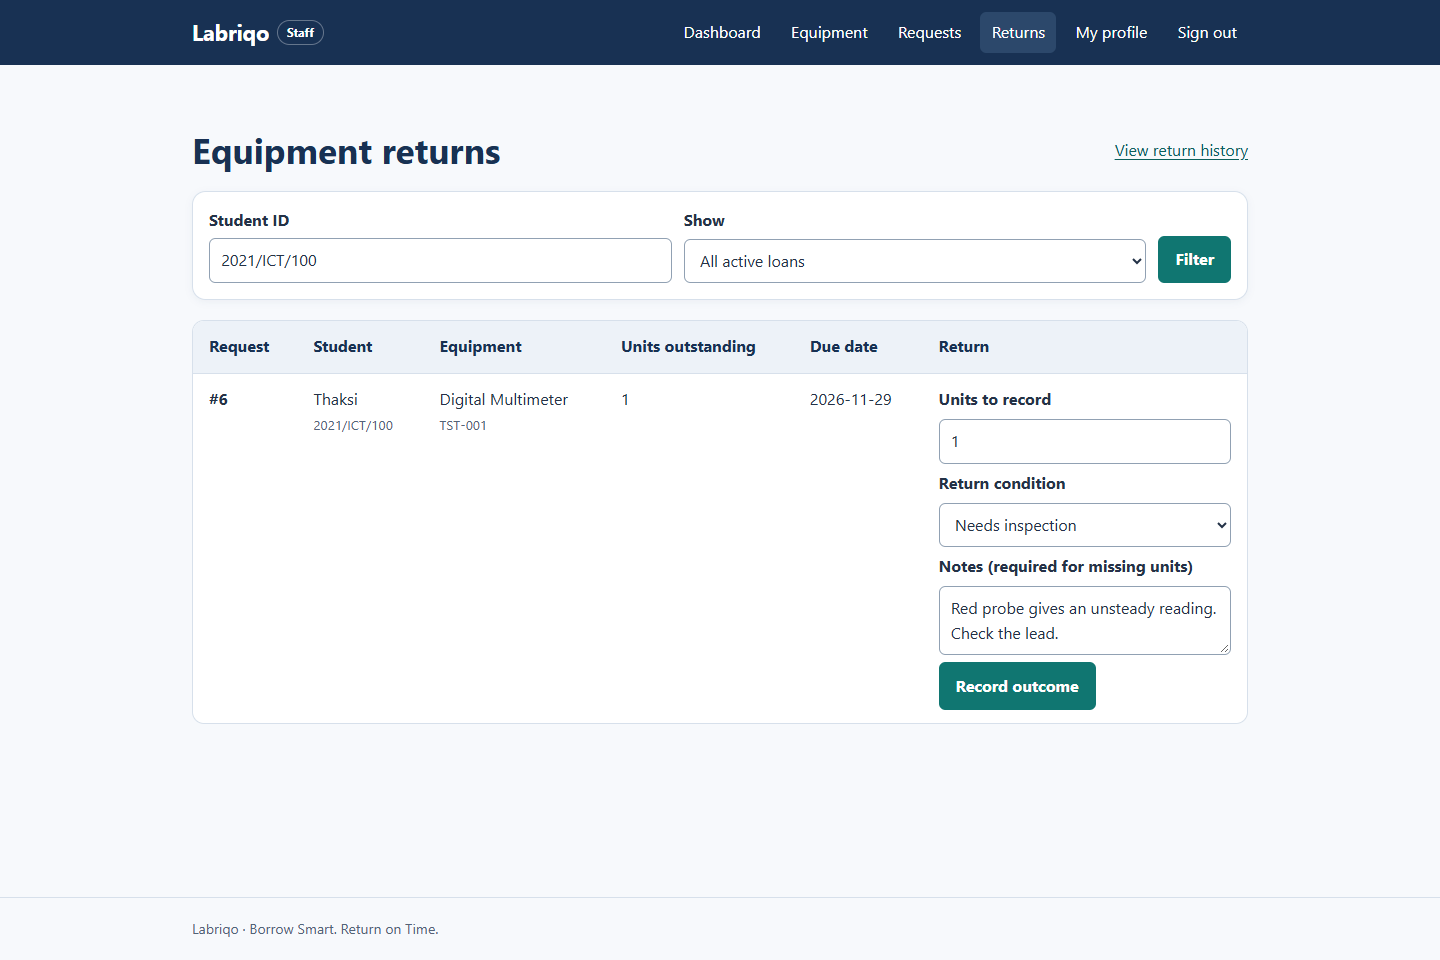 Labriqo Staff Dashboard Equipment Requests Returns My profile Sign out
Equipment returns View return history
Student ID Show
2021/ICT/100 All active loans Filter
Request Student Equipment Units outstanding Due date Return
#6 Thaksi Digital Multimeter 1 2026-11-29 Units to record
2021/ICT/100 TST-001
1
Return condition
Needs inspection
Notes (required for missing units)
Red probe gives an unsteady reading.
Check the lead.
Record outcome
Labriqo · Borrow Smart. Return on Time.